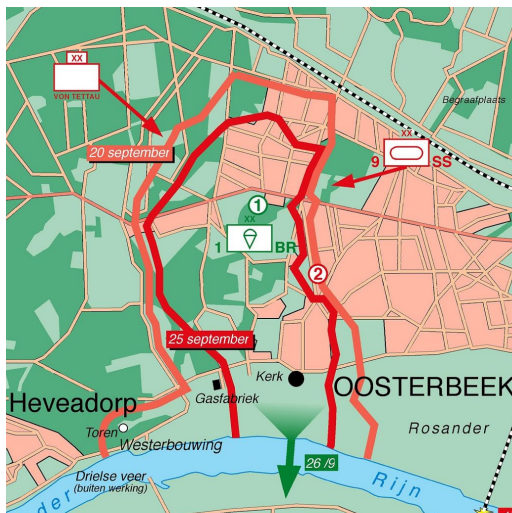 XX
VON TETTAU
Begraafplaats
20 september
XX
9 SS
1
XX
1 BR
2
25 september
Kerk
OOSTERBEEK
Heveadorp
Gasfabriek
Toren
Westerbouwing
Rosander
Drielse veer
(buiten werking)
26 /9
der
Rijn